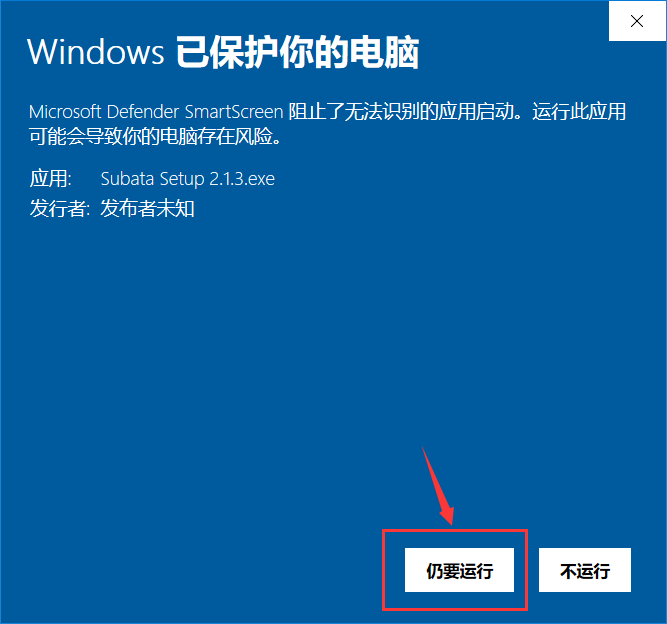 Windows 已保护你的电脑
Microsoft Defender SmartScreen 阻止了无法识别的应用启动。运行此应用
可能会导致你的电脑存在风险。
应用: Subata Setup 2.1.3.exe
发行者: 发布者未知
仍要运行 不运行